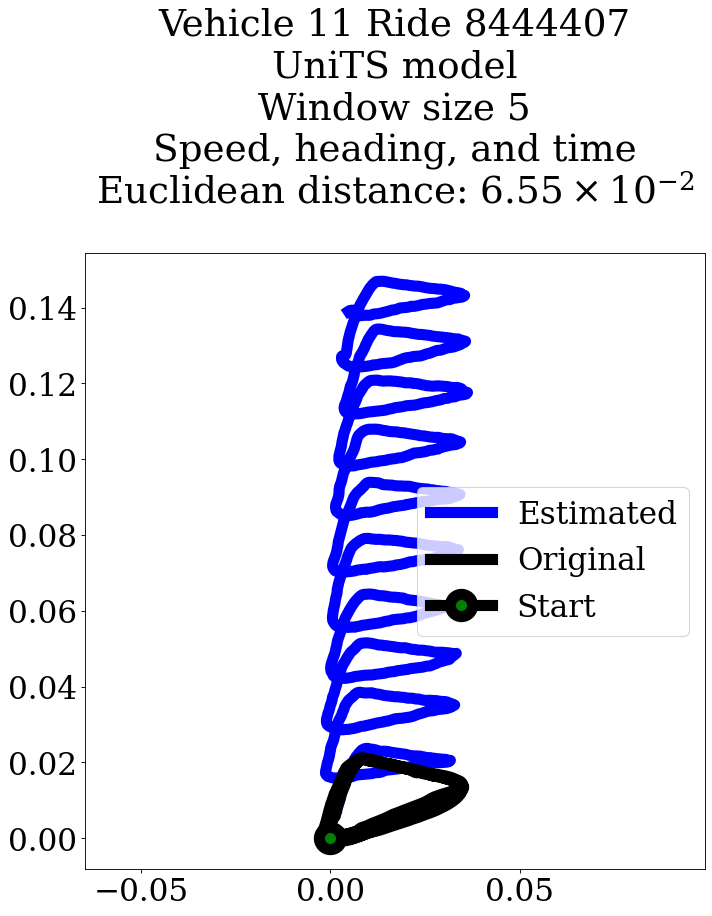 Vehicle 11 Ride 8444407
UniTS model
Window size 5
Speed, heading, and time
Euclidean distance: 6.55 × 10⁻²
0.14
0.12
0.10
0.08
0.06
0.04
0.02
0.00
Estimated
Original
Start
−0.05 0.00 0.05